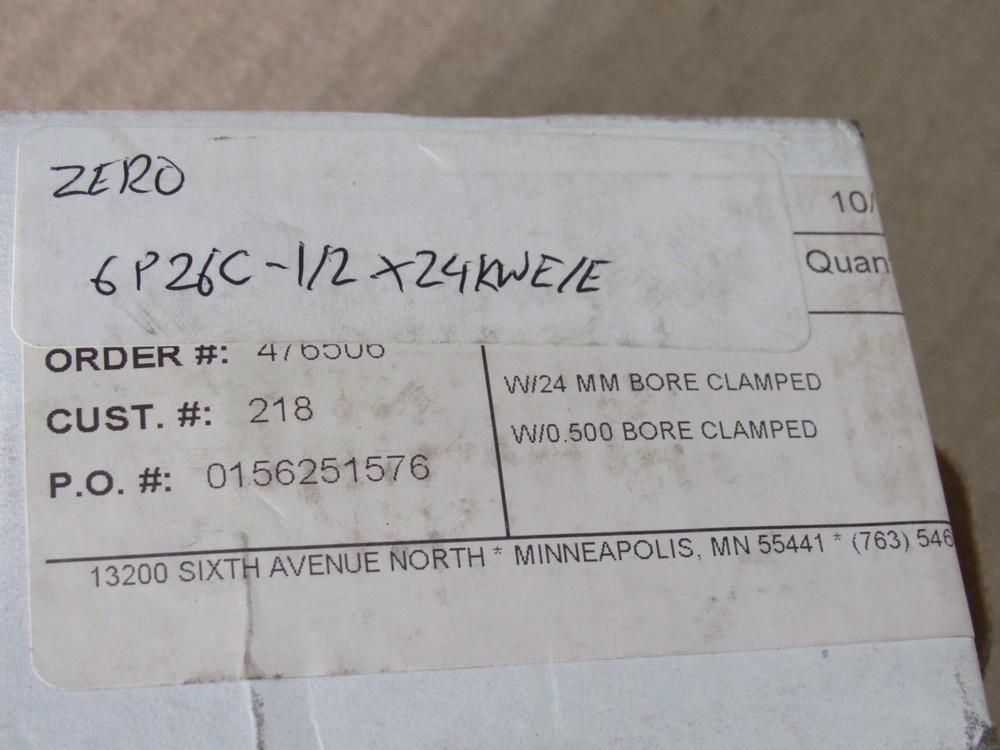 ZERO
6P26C-1/2 X24KWE/E
10/
Quan
ORDER #: 476506
CUST. #: 218
P.O. #: 0156251576
W/24 MM BORE CLAMPED
W/0.500 BORE CLAMPED
13200 SIXTH AVENUE NORTH * MINNEAPOLIS, MN 55441 * (763) 546